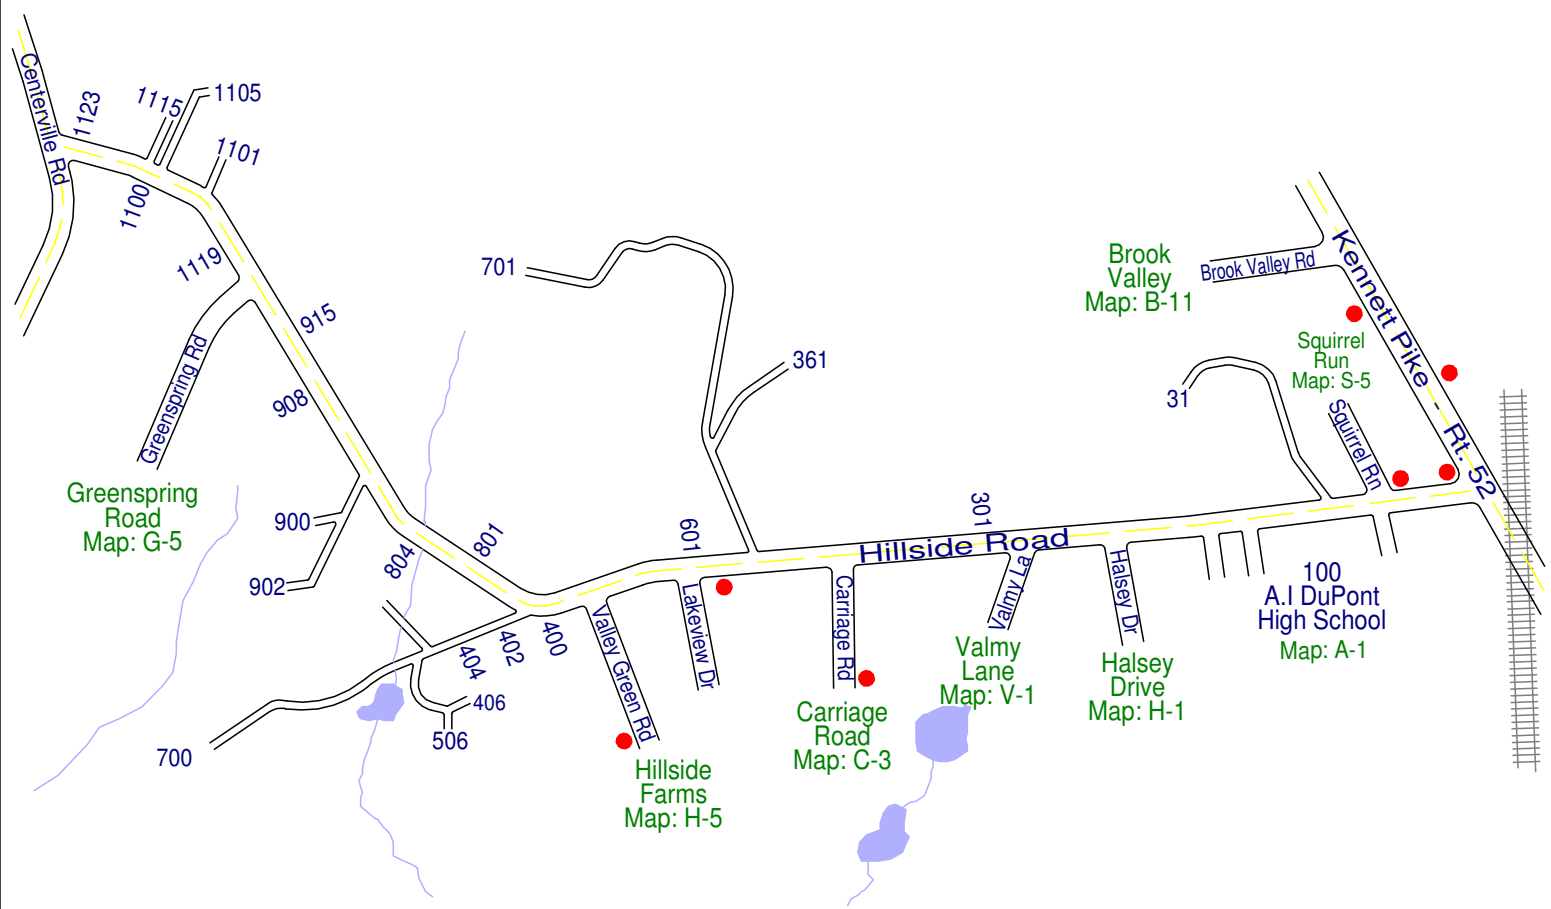 Centerville Rd
1123
1115
1105
1101
1100
1119
915
908
Greenspring Rd
Greenspring
Road
Map: G-5
900
902
804
801
701
361
601
301
31
Hillside Road
Brook
Valley
Map: B-11
Brook Valley Rd
Kennett Pike - Rt. 52
Squirrel
Run
Map: S-5
Squirrel Rn
400
402
404
406
506
700
Valley Green Rd
Hillside
Farms
Map: H-5
Lakeview Dr
Carriage Rd
Carriage
Road
Map: C-3
Valmy La
Valmy
Lane
Map: V-1
Halsey Dr
Halsey
Drive
Map: H-1
100
A.I DuPont
High School
Map: A-1